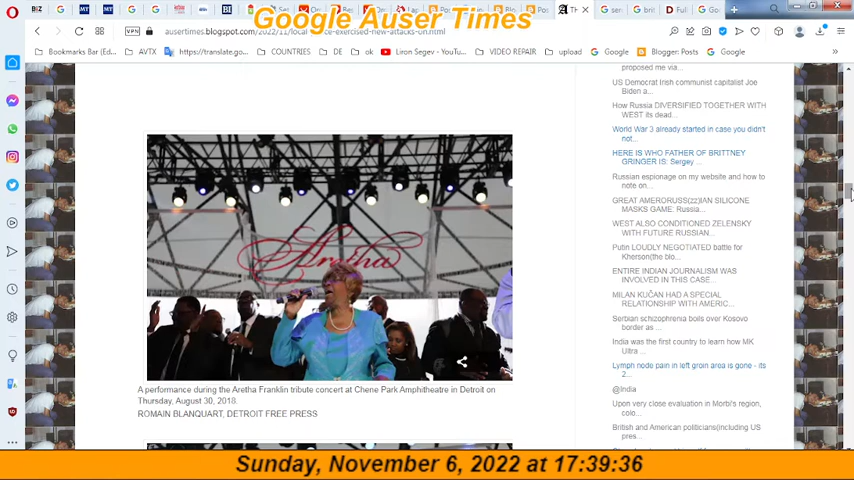 Google Auser Times
VPN
ausertimes.blogspot.com/2022/11/local
Bookmarks Bar (Ed...
AVTX
https://translate.go...
COUNTRIES
DE
ok
Liron Segev - YouTu...
VIDEO REPAIR
upload
Google
Blogger: Posts
Google
proposed me via...
US Democrat Irish communist capitalist Joe
Biden a...
How Russia DIVERSIFIED TOGETHER WITH
WEST its dead...
World War 3 already started in case you didn't
not...
HERE IS WHO FATHER OF BRITTNEY
GRINGER IS: Sergey ...
Russian espionage on my website and how to
note on...
GREAT AMERORUSS(zz)IAN SILICONE
MASKS GAME: Russia...
WEST ALSO CONDITIONED ZELENSKY
WITH FUTURE RUSSIAN...
Putin LOUDLY NEGOTIATED battle for
Kherson(the blo...
ENTIRE INDIAN JOURNALISM WAS
INVOLVED IN THIS CASE...
MILAN KUČAN HAD A SPECIAL
RELATIONSHIP WITH AMERIC...
Serbian schizophrenia boils over Kosovo
border as ...
India was the first country to learn how MK
Ultra ...
Lymph node pain in left groin area is gone - its
2...
@India
Upon very close evaluation in Morbi's region,
colo...
British and American politicians(including US
pres...
Aretha
A performance during the Aretha Franklin tribute concert at Chene Park Amphitheatre in Detroit on
Thursday, August 30, 2018.
ROMAIN BLANQUART, DETROIT FREE PRESS
Sunday, November 6, 2022 at 17:39:36